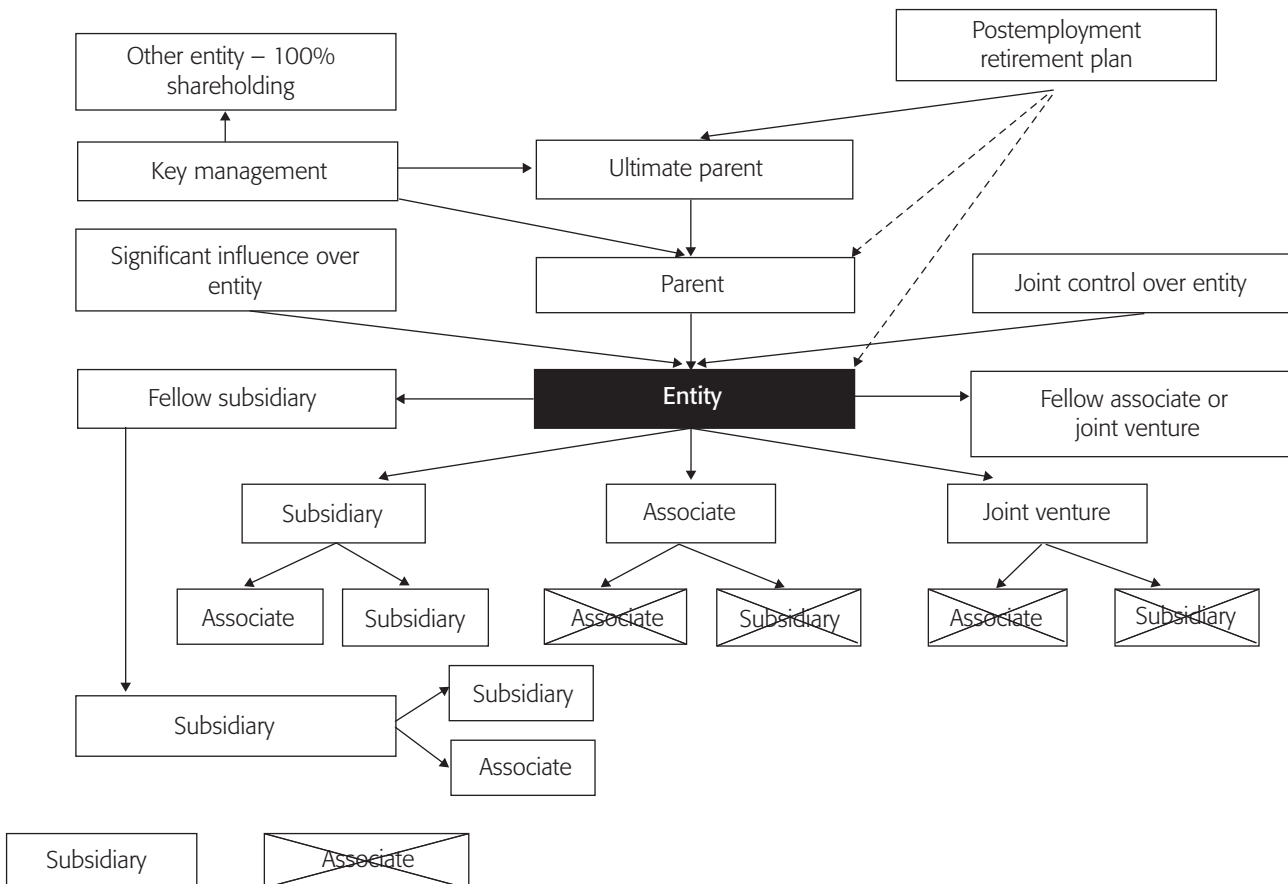 Postemployment
retirement plan
Other entity – 100%
shareholding
Key management
Ultimate parent
Significant influence over
entity
Parent
Joint control over entity
Fellow subsidiary
Entity
Fellow associate or
joint venture
Subsidiary
Associate
Joint venture
Associate
Subsidiary
Associate
Subsidiary
Associate
Subsidiary
Subsidiary
Subsidiary
Associate
Subsidiary
Associate